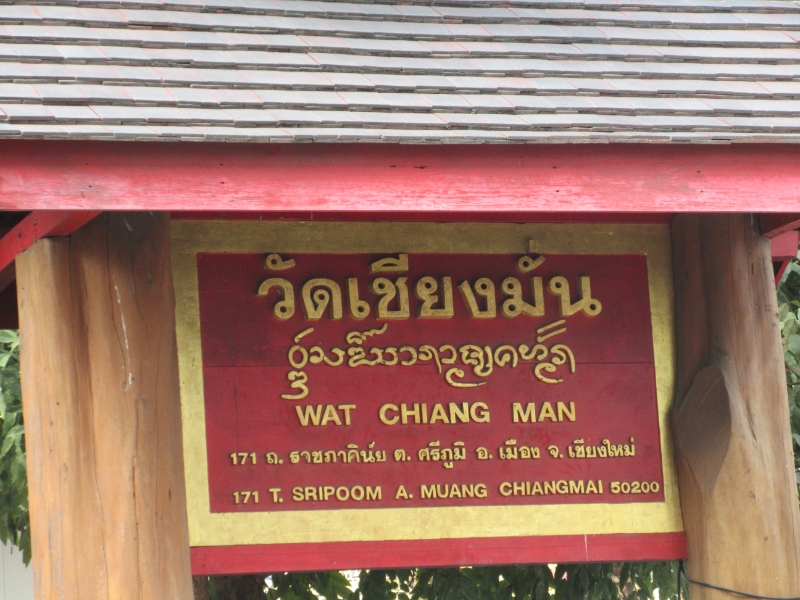 วัดเชียงมั่น
WAT CHIANG MAN
171 ถ. ราชภาคินัย ต. ศรีภูมิ อ. เมือง จ. เชียงใหม่
171 T. SRIPOOM A. MUANG CHIANGMAI 50200